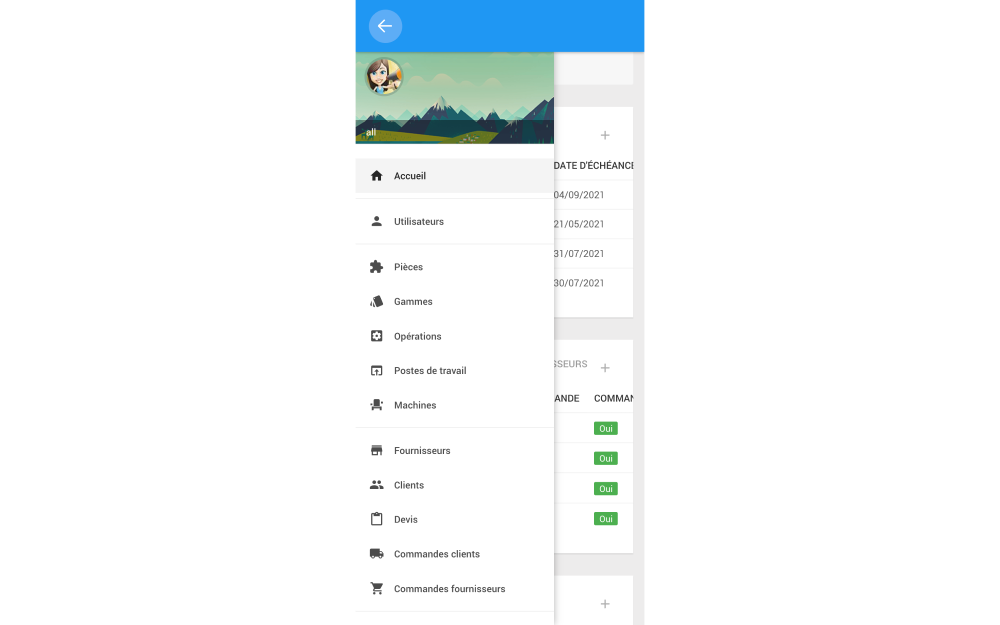 all
Accueil
Utilisateurs
Pièces
Gammes
Opérations
Postes de travail
Machines
Fournisseurs
Clients
Devis
Commandes clients
Commandes fournisseurs
DATE D'ÉCHÉANCE
04/09/2021
21/05/2021
31/07/2021
30/07/2021
SSEURS
ANDE COMMAN
Oui
Oui
Oui
Oui